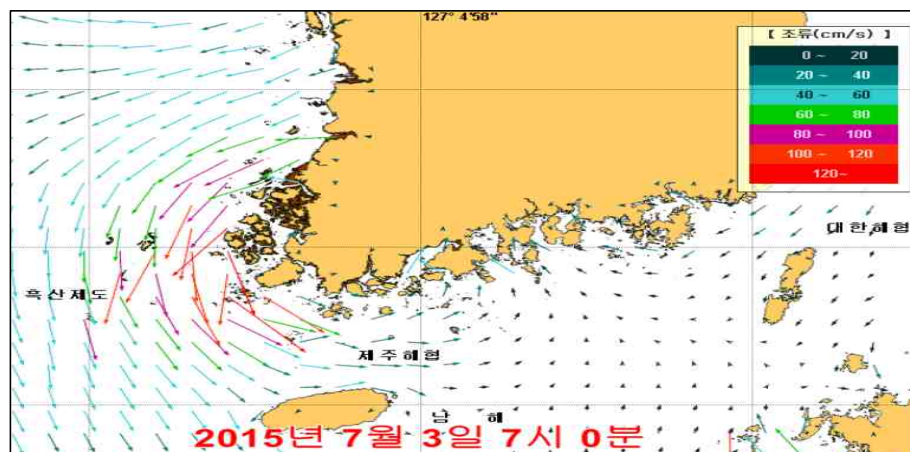 127° 4'58"
[ 조류(cm/s) ]
0 ~ 20
20 ~ 40
40 ~ 60
60 ~ 80
80 ~ 100
100 ~ 120
120~
대한해협
흑산제도
제주해협
남 해
2015년 7월 3일 7시 0분